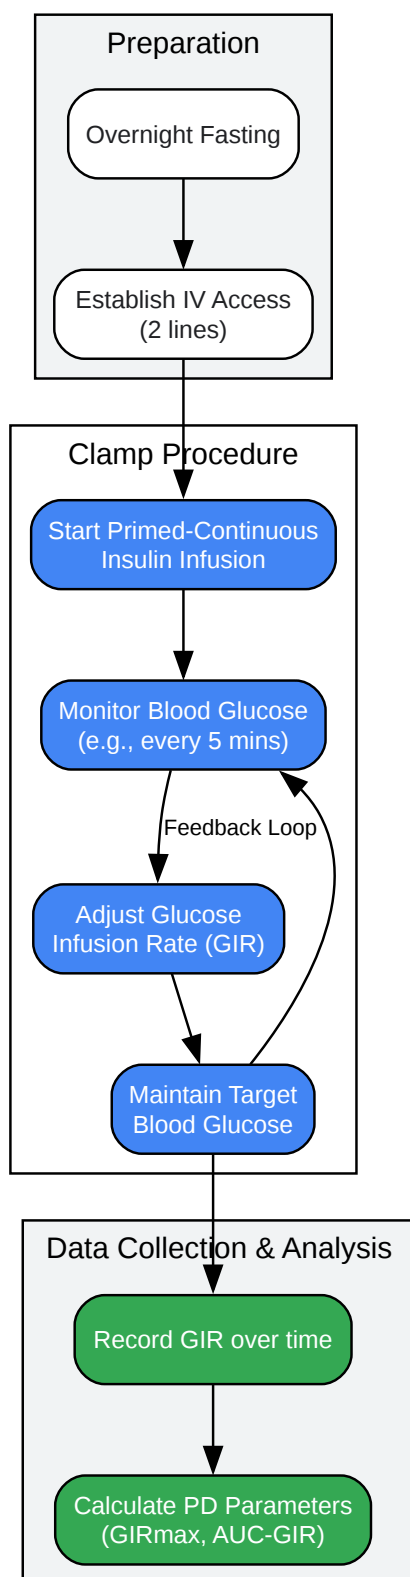 Preparation
Overnight Fasting
Establish IV Access
(2 lines)
Clamp Procedure
Start Primed-Continuous
Insulin Infusion
Monitor Blood Glucose
(e.g., every 5 mins)
Feedback Loop
Adjust Glucose
Infusion Rate (GIR)
Maintain Target
Blood Glucose
Data Collection & Analysis
Record GIR over time
Calculate PD Parameters
(GIRmax, AUC-GIR)